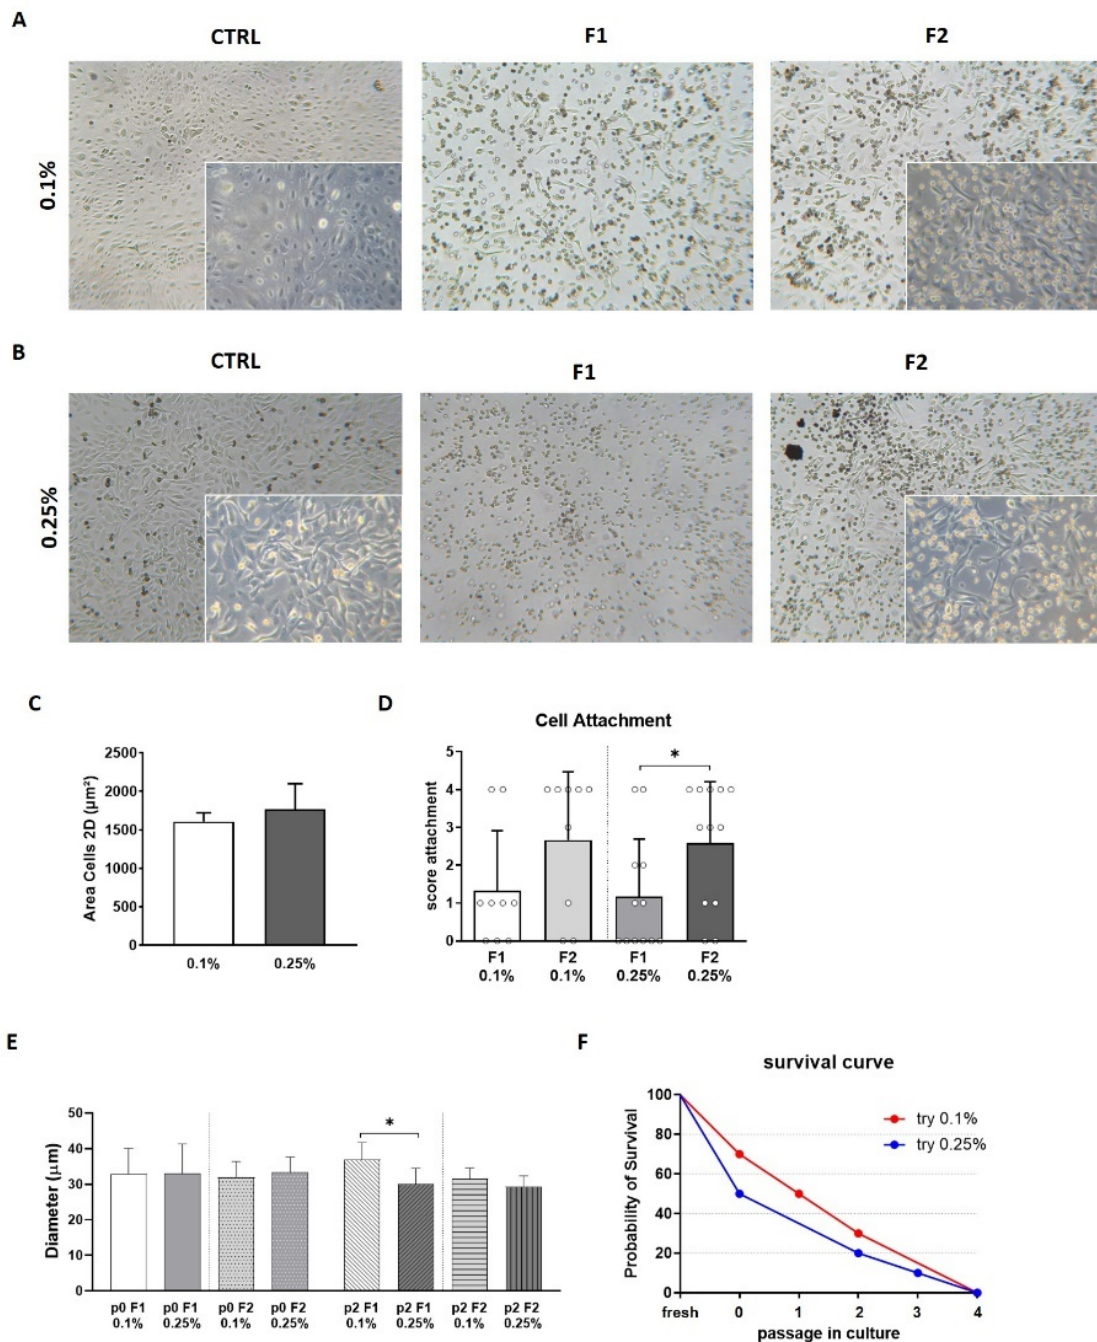 A
CTRL
F1
F2
0.1%
B
CTRL
F1
F2
0.25%
C
Area Cells 2D (µm²)
2500
2000
1500
1000
500
0
0.1%
0.25%
D
Cell Attachment
score attachment
5
4
3
2
1
0
*
F1
0.1%
F2
0.1%
F1
0.25%
F2
0.25%
E
Diameter (µm)
50
40
30
20
10
0
*
p0 F1
0.1%
p0 F1
0.25%
p0 F2
0.1%
p0 F2
0.25%
p2 F1
0.1%
p2 F1
0.25%
p2 F2
0.1%
p2 F2
0.25%
F
survival curve
Probability of Survival
100
80
60
40
20
0
try 0.1%
try 0.25%
fresh 0 1 2 3 4
passage in culture